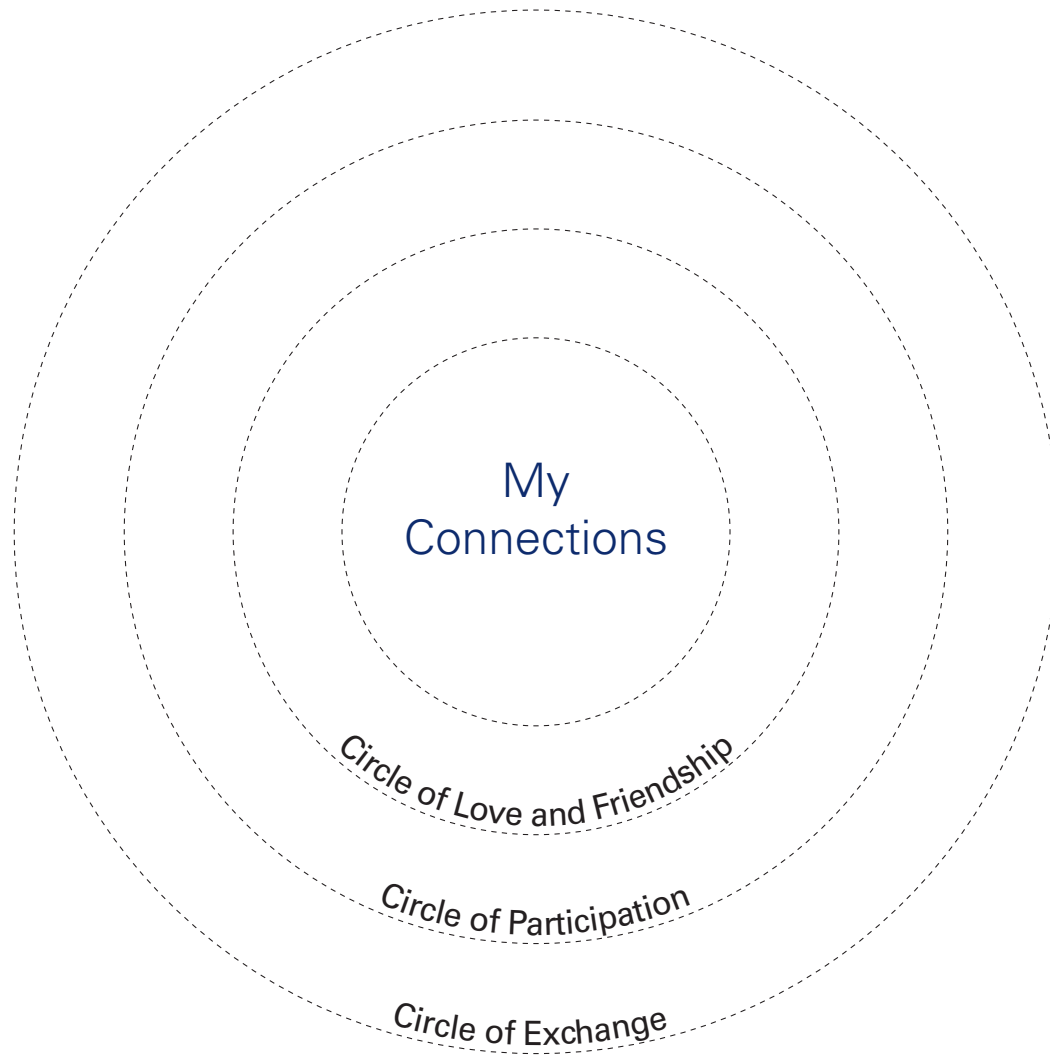 My
Connections
Circle of Love and Friendship
Circle of Participation
Circle of Exchange